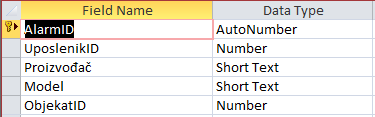 Field Name Data Type
AlarmID AutoNumber
UposlenikID Number
Proizvođač Short Text
Model Short Text
ObjekatID Number